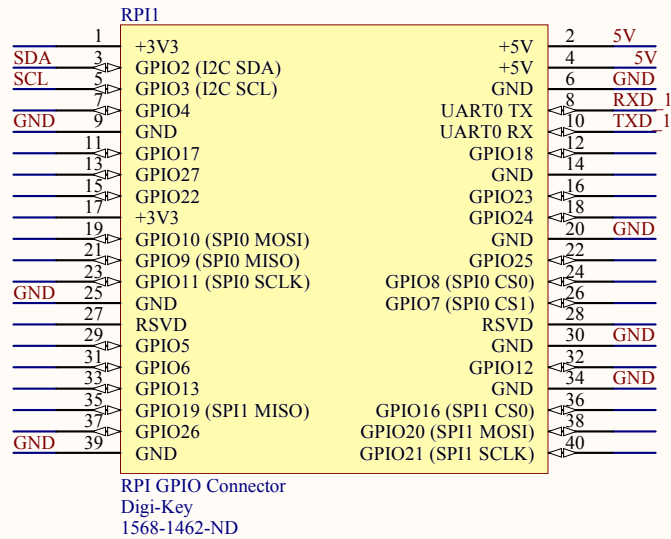 RPI1
1 +3V3 +5V 2 5V
SDA 3 GPIO2 (I2C SDA) +5V 4 5V
SCL 5 GPIO3 (I2C SCL) GND 6 GND
7 GPIO4 UART0 TX 8 RXD_1
GND 9 GND UART0 RX 10 TXD_1
11 GPIO17 GPIO18 12
13 GPIO27 GND 14
15 GPIO22 GPIO23 16
17 +3V3 GPIO24 18
19 GPIO10 (SPI0 MOSI) GND 20 GND
21 GPIO9 (SPI0 MISO) GPIO25 22
23 GPIO11 (SPI0 SCLK) GPIO8 (SPI0 CS0) 24
GND 25 GND GPIO7 (SPI0 CS1) 26
27 RSVD RSVD 28
29 GPIO5 GND 30 GND
31 GPIO6 GPIO12 32
33 GPIO13 GND 34 GND
35 GPIO19 (SPI1 MISO) GPIO16 (SPI1 CS0) 36
37 GPIO26 GPIO20 (SPI1 MOSI) 38
GND 39 GND GPIO21 (SPI1 SCLK) 40
RPI GPIO Connector
Digi-Key
1568-1462-ND